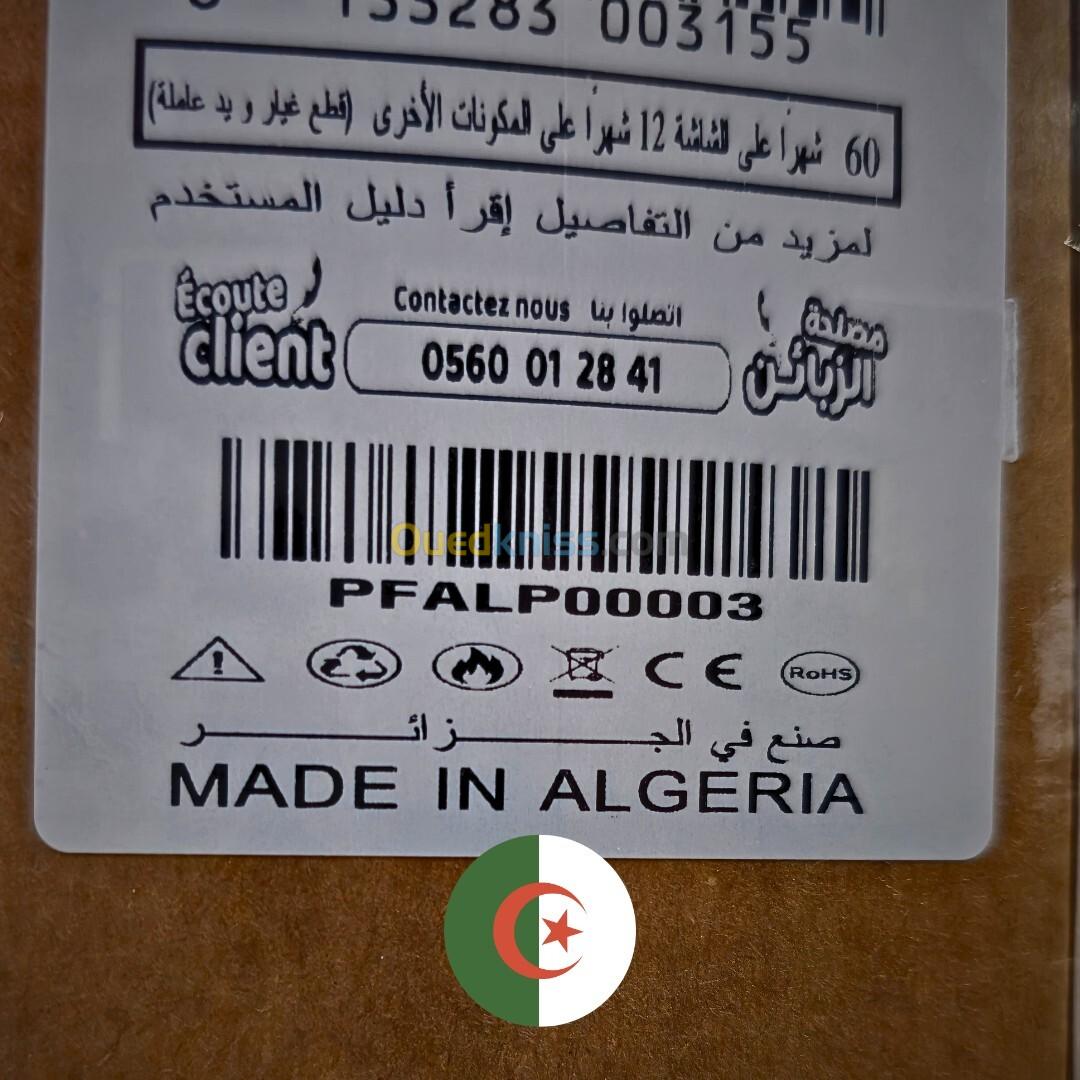 155283 003155
60 شهراً على الشاشة 12 شهراً على المكونات الأخرى (قطع غيار و يد عاملة)
لمزيد من التفاصيل إقرأ دليل المستخدم
Écoute client
Contactez nous اتصلوا بنا
0560 01 28 41
مصلحة الزبائن
Ouedkniss.com
PFALP00003
CE RoHS
صنع في الجـــــزائـــــر
MADE IN ALGERIA